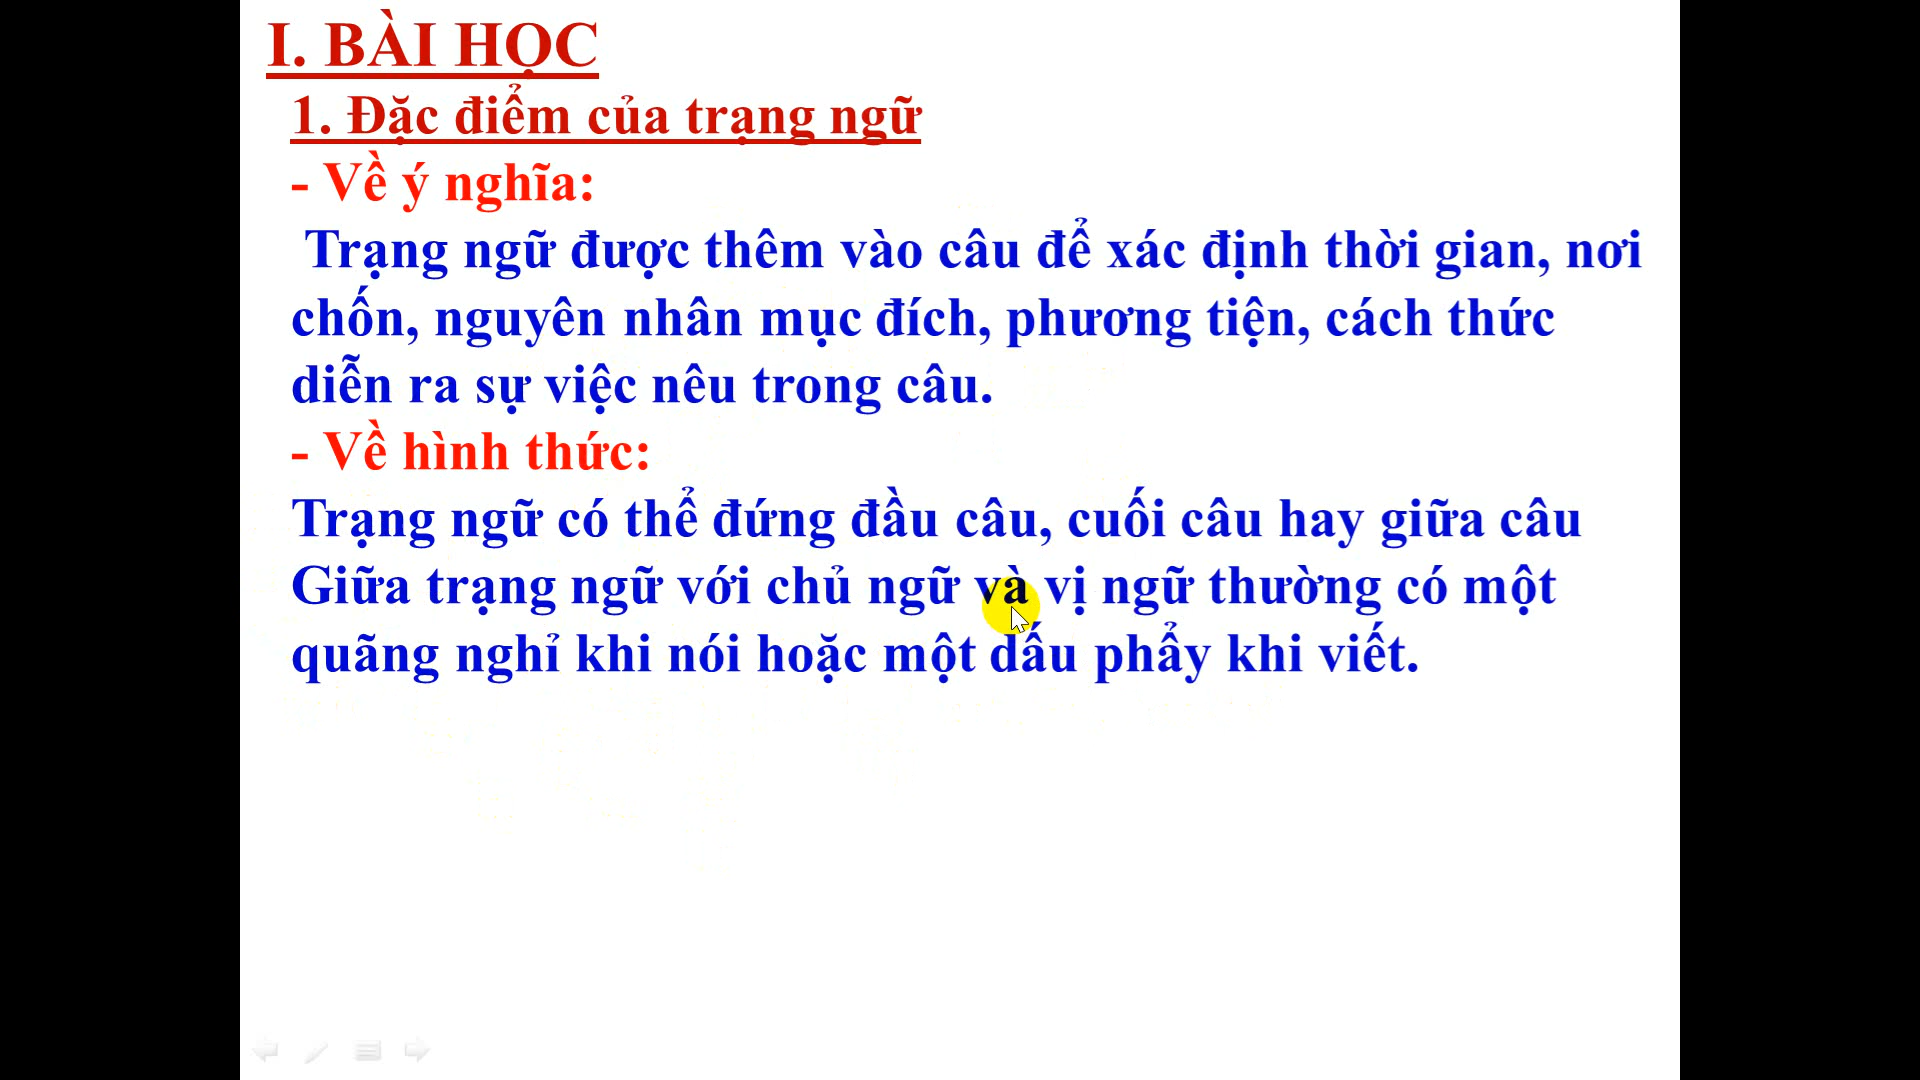 I. BÀI HỌC
1. Đặc điểm của trạng ngữ
- Về ý nghĩa:
Trạng ngữ được thêm vào câu để xác định thời gian, nơi
chốn, nguyên nhân mục đích, phương tiện, cách thức
diễn ra sự việc nêu trong câu.
- Về hình thức:
Trạng ngữ có thể đứng đầu câu, cuối câu hay giữa câu
Giữa trạng ngữ với chủ ngữ và vị ngữ thường có một
quãng nghỉ khi nói hoặc một dấu phẩy khi viết.